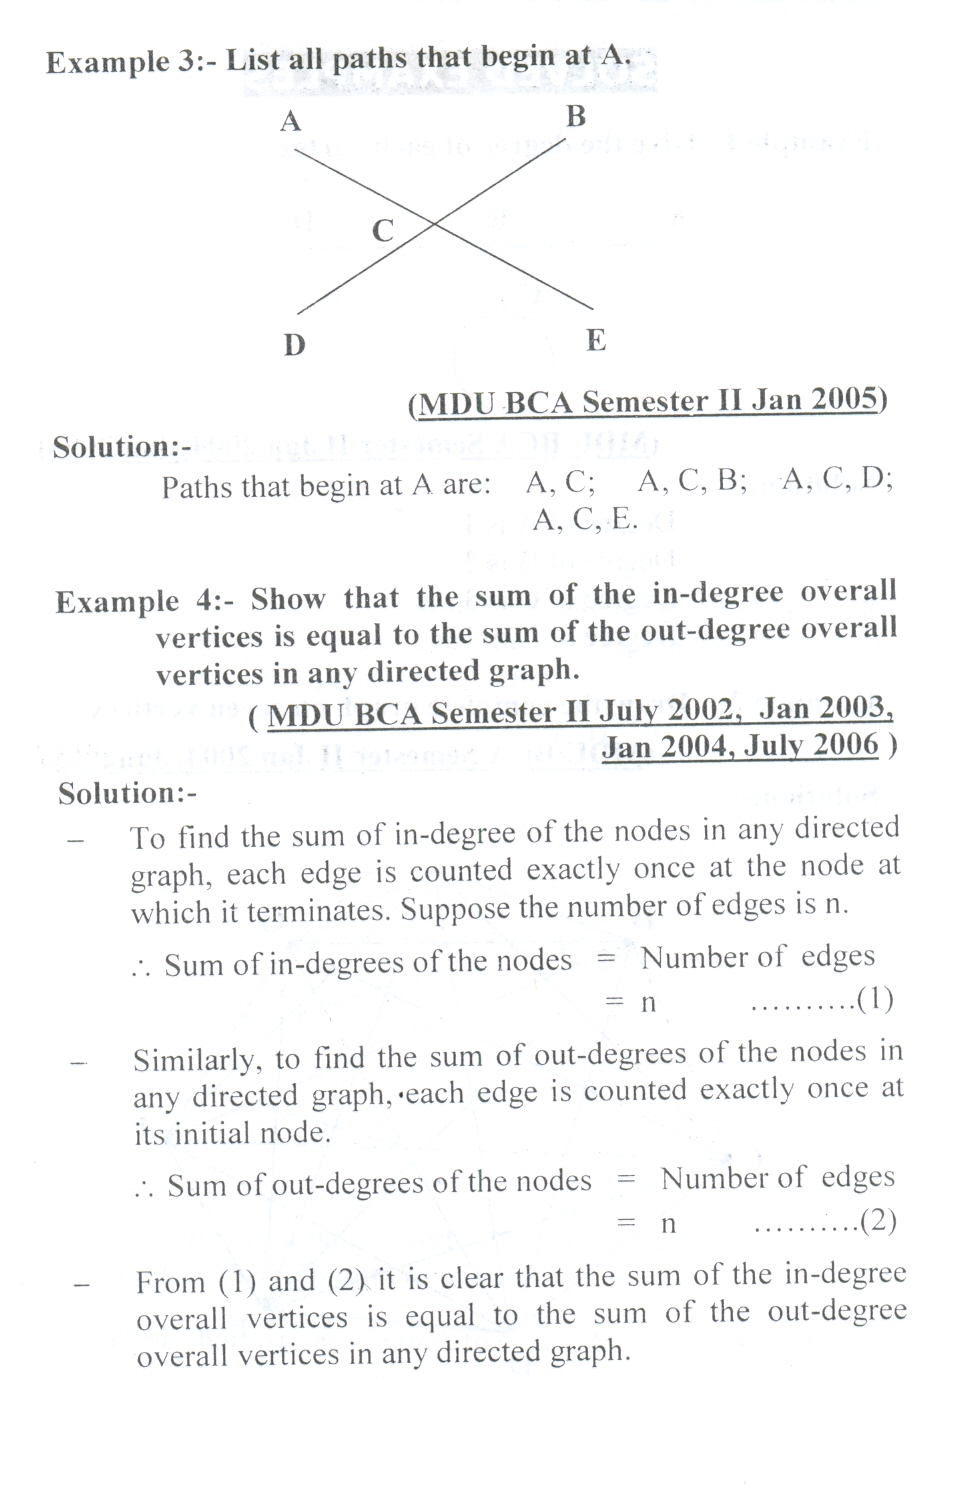 Example 3:- List all paths that begin at A.
A
B
C
D
E
(MDU BCA Semester II Jan 2005)
Solution:-
Paths that begin at A are: A, C; A, C, B; A, C, D;
A, C, E.
Example 4:- Show that the sum of the in-degree overall
vertices is equal to the sum of the out-degree overall
vertices in any directed graph.
( MDU BCA Semester II July 2002, Jan 2003,
Jan 2004, July 2006 )
Solution:-
– To find the sum of in-degree of the nodes in any directed
graph, each edge is counted exactly once at the node at
which it terminates. Suppose the number of edges is n.
∴ Sum of in-degrees of the nodes = Number of edges
= n ..........(1)
– Similarly, to find the sum of out-degrees of the nodes in
any directed graph, each edge is counted exactly once at
its initial node.
∴ Sum of out-degrees of the nodes = Number of edges
= n ..........(2)
– From (1) and (2) it is clear that the sum of the in-degree
overall vertices is equal to the sum of the out-degree
overall vertices in any directed graph.